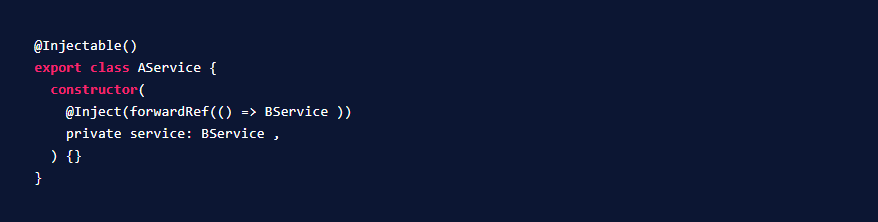 @Injectable()
export class AService {
  constructor(
    @Inject(forwardRef(() => BService ))
    private service: BService ,
  ) {}
}